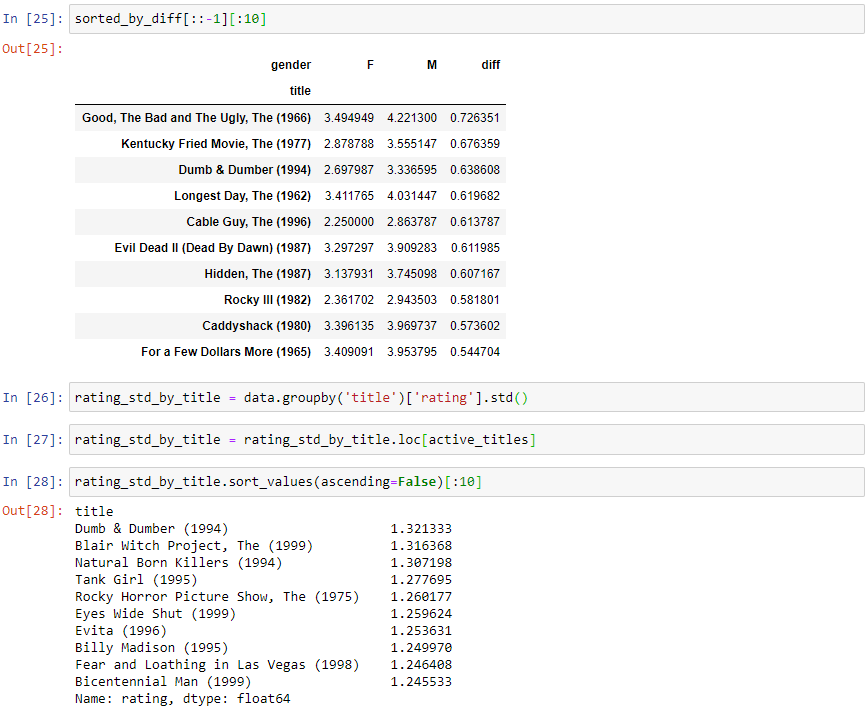 In [25]: sorted_by_diff[::-1][:10]
Out[25]:
gender F M diff
title
Good, The Bad and The Ugly, The (1966) 3.494949 4.221300 0.726351
Kentucky Fried Movie, The (1977) 2.878788 3.555147 0.676359
Dumb & Dumber (1994) 2.697987 3.336595 0.638608
Longest Day, The (1962) 3.411765 4.031447 0.619682
Cable Guy, The (1996) 2.250000 2.863787 0.613787
Evil Dead II (Dead By Dawn) (1987) 3.297297 3.909283 0.611985
Hidden, The (1987) 3.137931 3.745098 0.607167
Rocky III (1982) 2.361702 2.943503 0.581801
Caddyshack (1980) 3.396135 3.969737 0.573602
For a Few Dollars More (1965) 3.409091 3.953795 0.544704
In [26]: rating_std_by_title = data.groupby('title')['rating'].std()
In [27]: rating_std_by_title = rating_std_by_title.loc[active_titles]
In [28]: rating_std_by_title.sort_values(ascending=False)[:10]
Out[28]: title
Dumb & Dumber (1994) 1.321333
Blair Witch Project, The (1999) 1.316368
Natural Born Killers (1994) 1.307198
Tank Girl (1995) 1.277695
Rocky Horror Picture Show, The (1975) 1.260177
Eyes Wide Shut (1999) 1.259624
Evita (1996) 1.253631
Billy Madison (1995) 1.249970
Fear and Loathing in Las Vegas (1998) 1.246408
Bicentennial Man (1999) 1.245533
Name: rating, dtype: float64